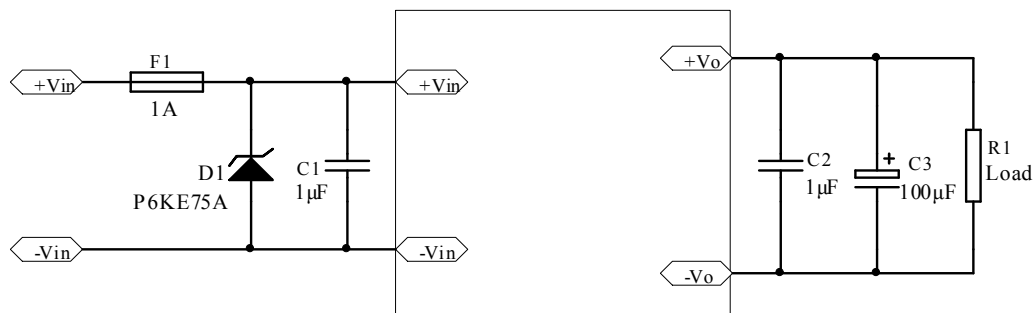 F1
+Vin
1A
+Vin
D1
P6KE75A
C1
1µF
-Vin
-Vin
+Vo
C2
1µF
+
C3
100µF
R1
Load
-Vo